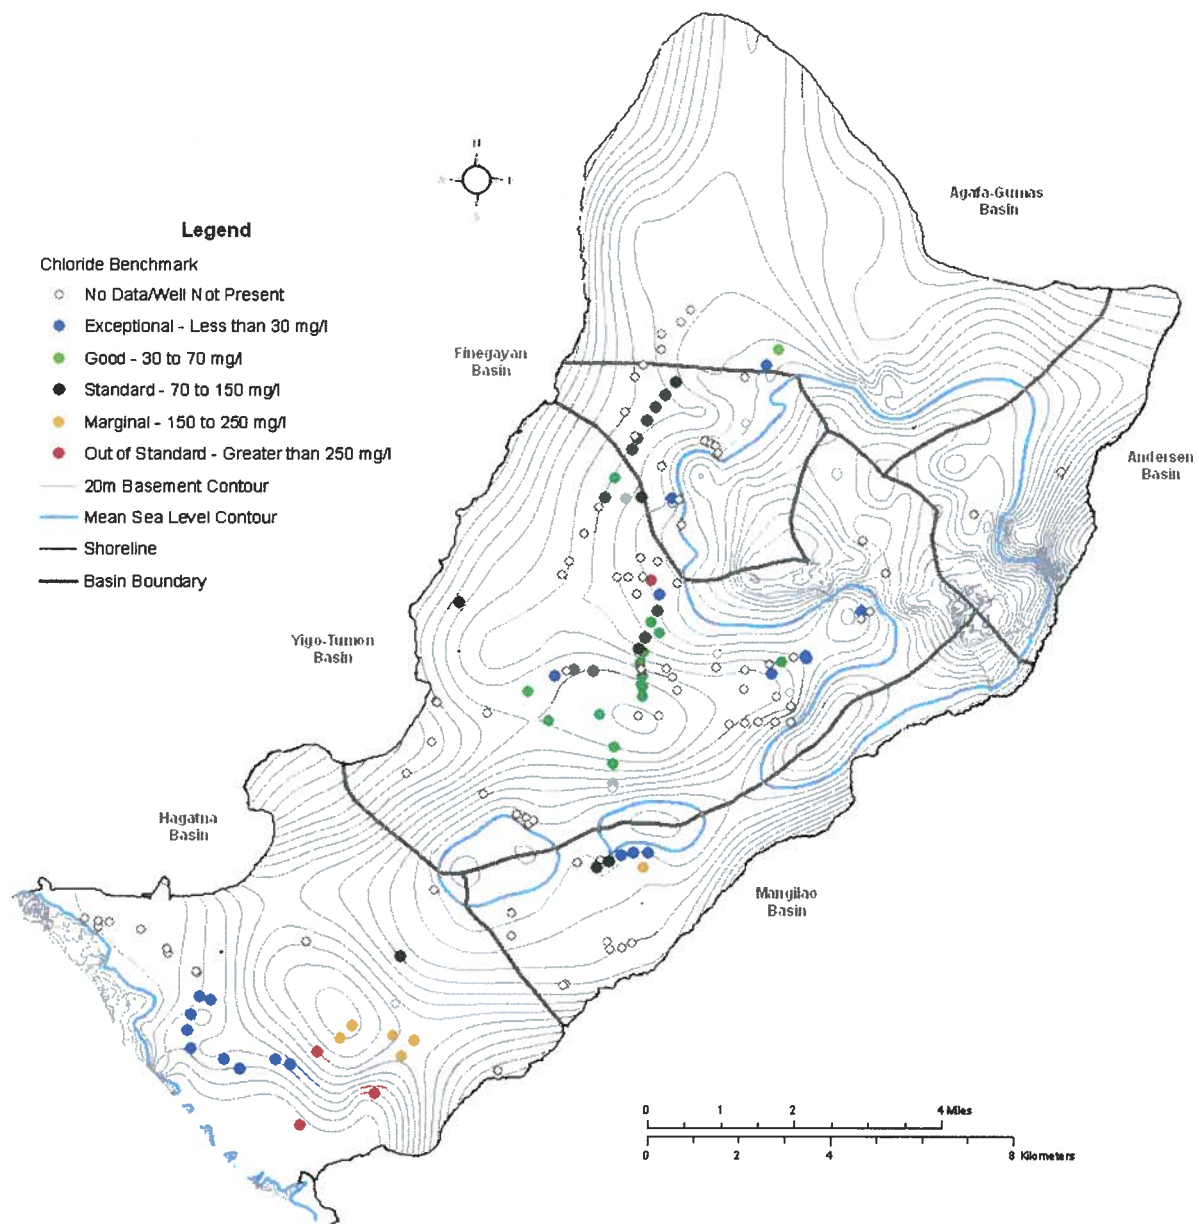 N
S
Agafa-Gumas
Basin
Legend
Chloride Benchmark
No Data/Well Not Present
Exceptional - Less than 30 mg/l
Good - 30 to 70 mg/l
Standard - 70 to 150 mg/l
Marginal - 150 to 250 mg/l
Out of Standard - Greater than 250 mg/l
20m Basement Contour
Mean Sea Level Contour
Shoreline
Basin Boundary
Finegayan
Basin
Andersen
Basin
Yigo-Tumon
Basin
Hagatna
Basin
Mangilao
Basin
0 1 2 4 Miles
0 2 4 8 Kilometers